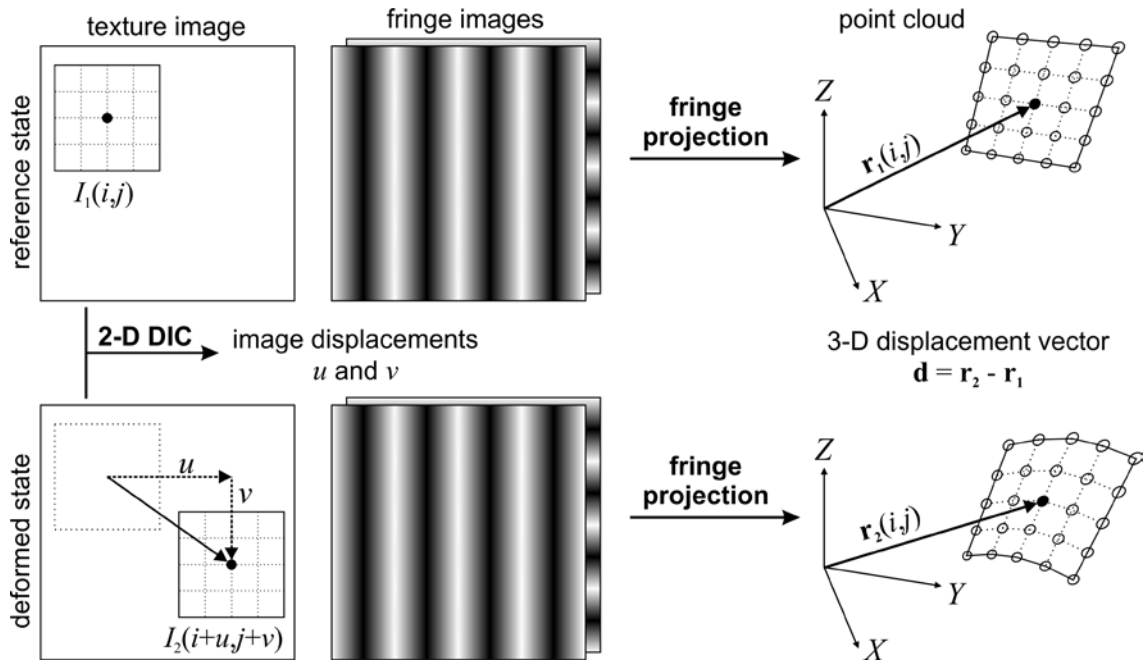 texture image
fringe images
point cloud
reference state
I₁(i,j)
fringe
projection
Z
r₁(i,j)
Y
X
2-D DIC
image displacements
u and v
3-D displacement vector
d = r₂ - r₁
deformed state
u
v
I₂(i+u,j+v)
fringe
projection
Z
r₂(i,j)
Y
X